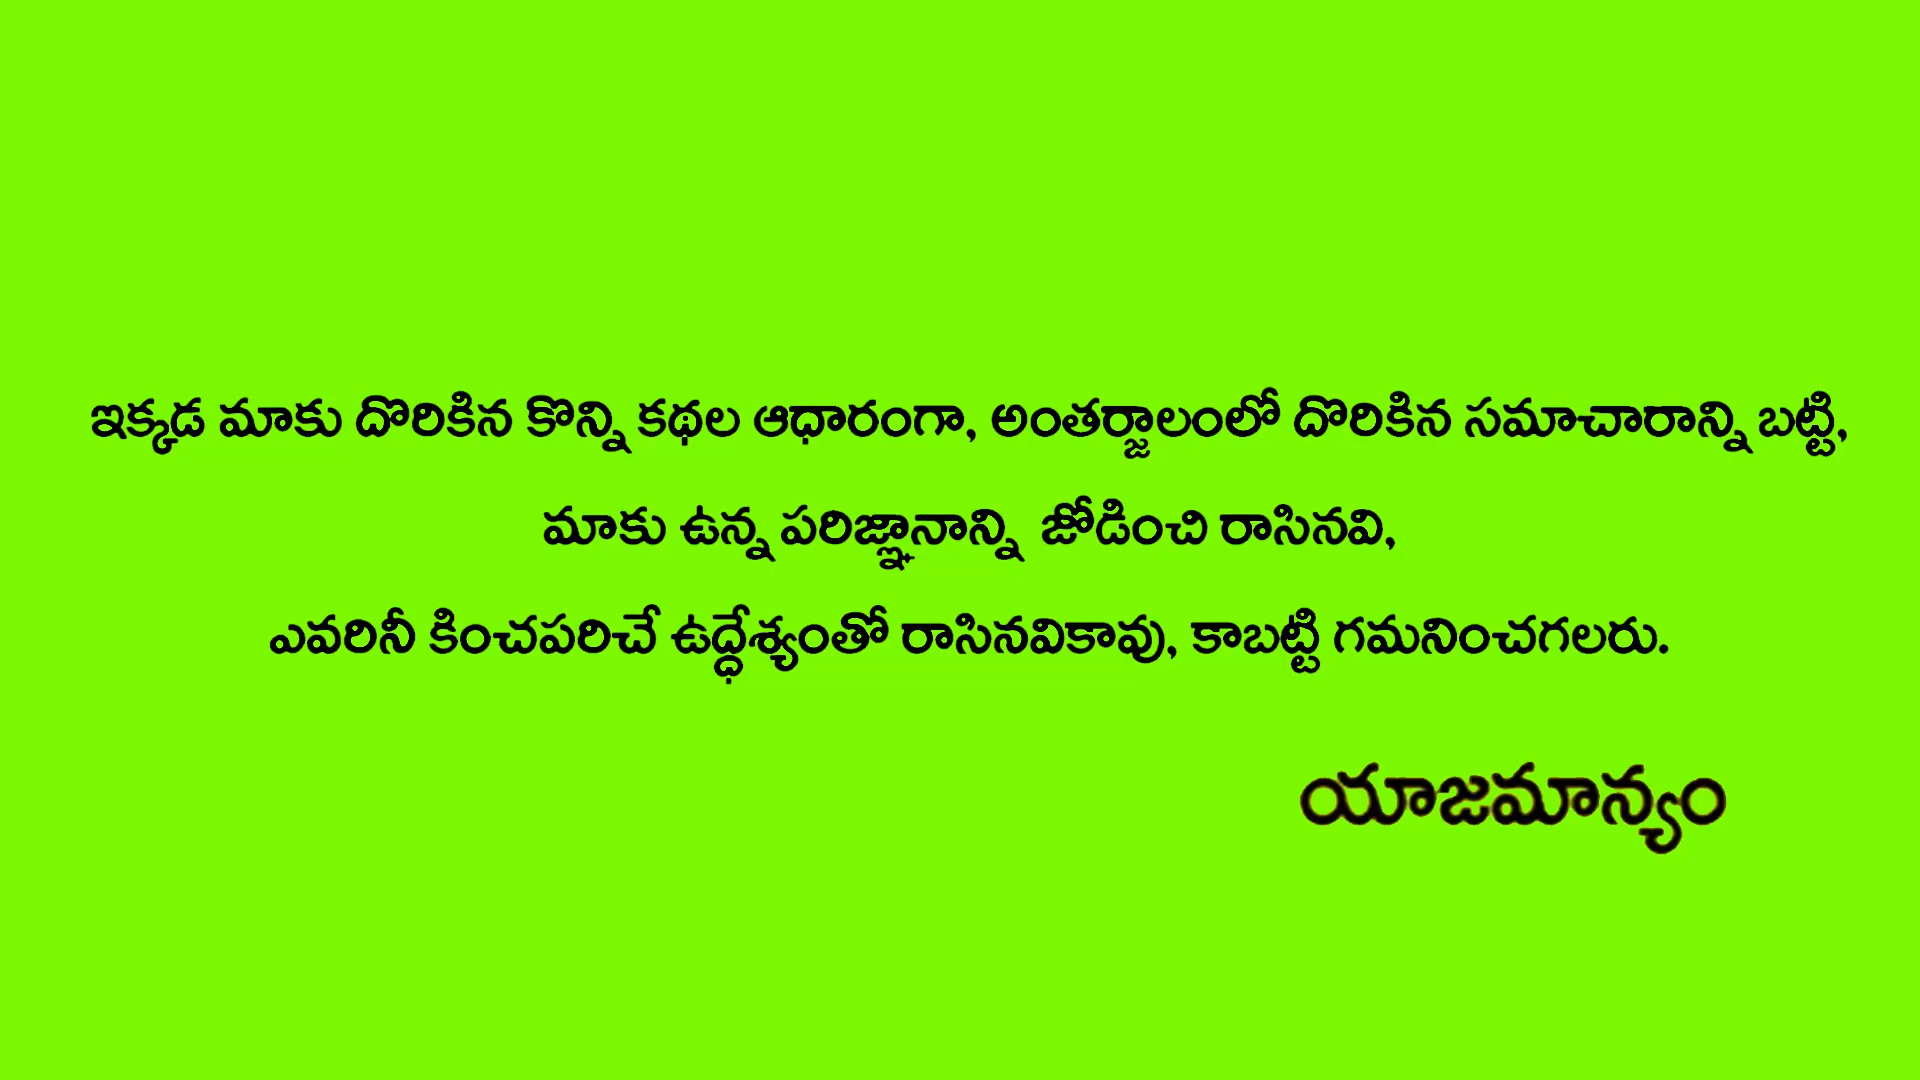 ఇక్కడ మాకు దొరికిన కొన్ని కథల ఆధారంగా, అంతర్జాలంలో దొరికిన సమాచారాన్ని బట్టి,
మాకు ఉన్న పరిఙ్ఞానాన్ని జోడించి రాసినవి,
ఎవరినీ కించపరిచే ఉద్ధేశ్యంతో రాసినవికావు, కాబట్టి గమనించగలరు.
యాజమాన్యం